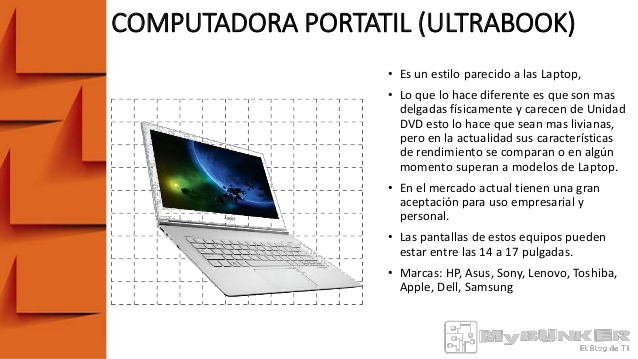 COMPUTADORA PORTATIL (ULTRABOOK)
• Es un estilo parecido a las Laptop,
• Lo que lo hace diferente es que son mas
delgadas físicamente y carecen de Unidad
DVD esto lo hace que sean mas livianas,
pero en la actualidad sus características
de rendimiento se comparan o en algún
momento superan a modelos de Laptop.
• En el mercado actual tienen una gran
aceptación para uso empresarial y
personal.
• Las pantallas de estos equipos pueden
estar entre las 14 a 17 pulgadas.
• Marcas: HP, Asus, Sony, Lenovo, Toshiba,
Apple, Dell, Samsung
MyBUNKER
El Blog de TI